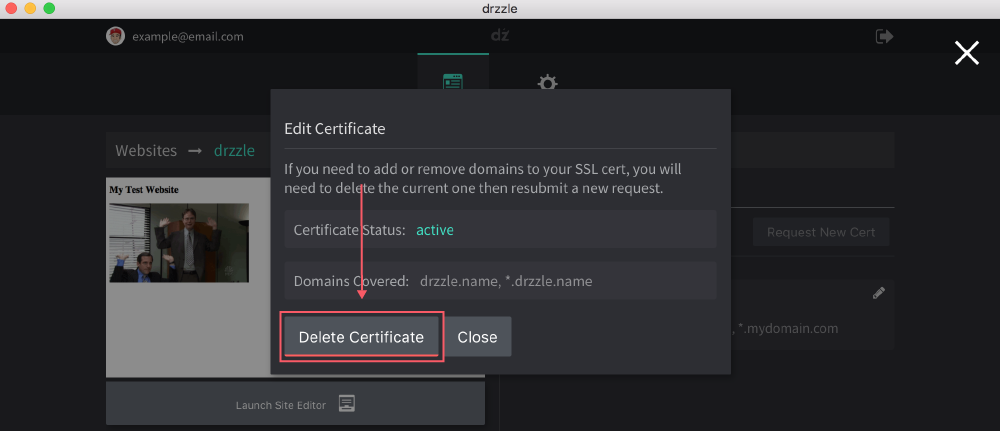 drzzle
example@email.com
dz
Edit Certificate
If you need to add or remove domains to your SSL cert, you will
need to delete the current one then resubmit a new request.
Websites → drzzle
My Test Website
Certificate Status: active
Request New Cert
Domains Covered: drzzle.name, *.drzzle.name
, *.mydomain.com
Delete Certificate
Close
Launch Site Editor